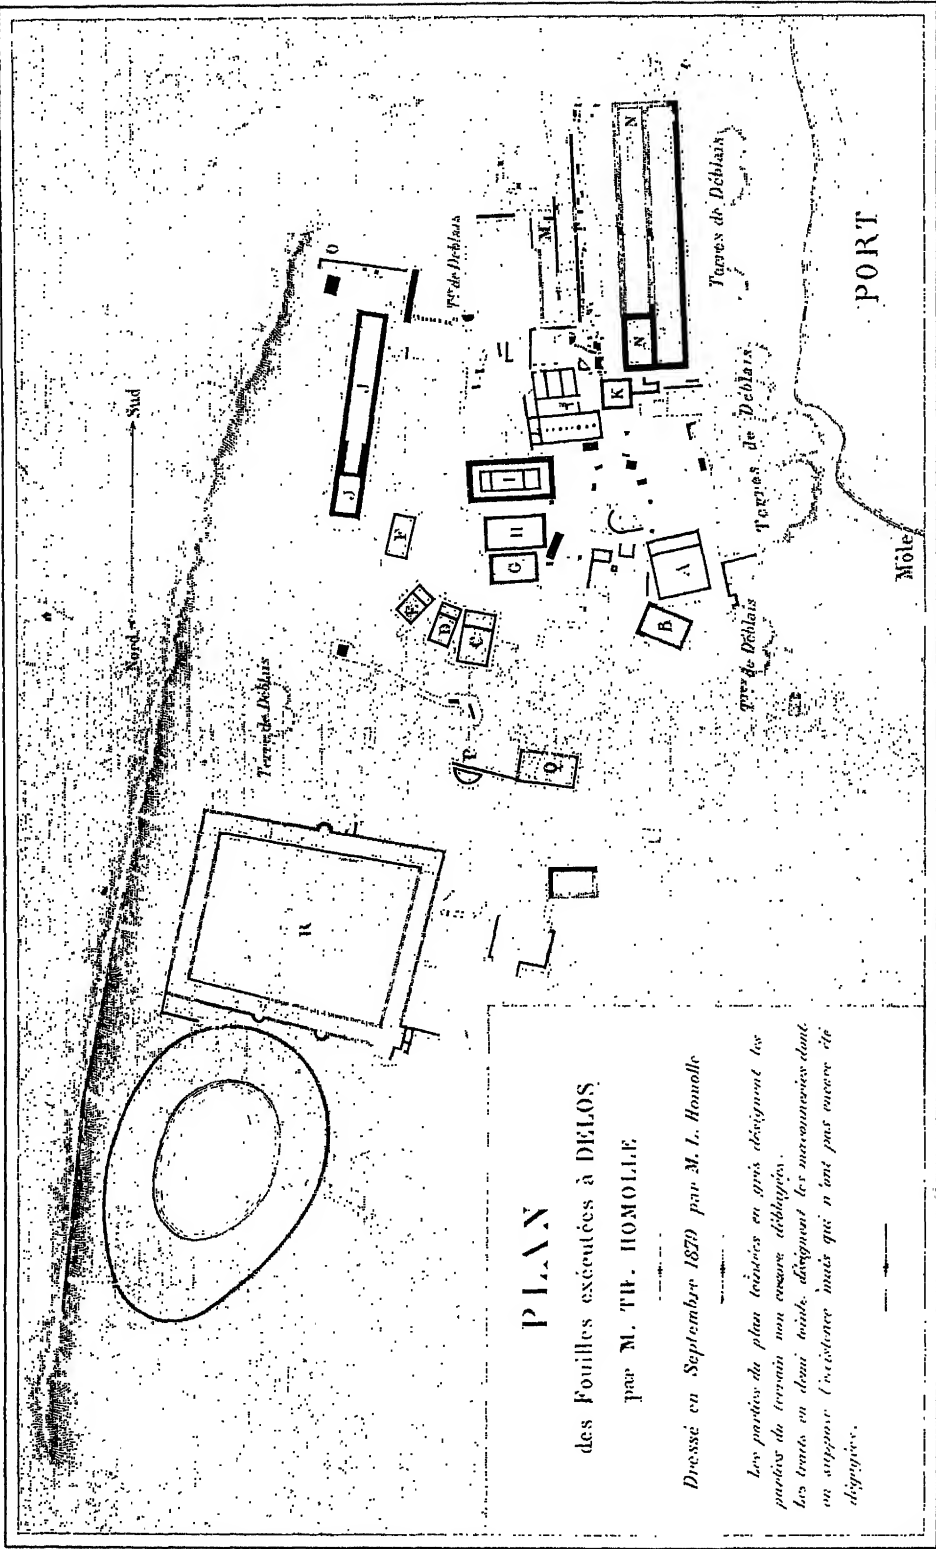 PLAN
des Fouilles exécutées à DELOS
par M. TH. HOMOLLE
Dressé en Septembre 1879 par M. L. Homolle
Les parties du plan teintées en gris désignent les
parties du terrain non encore déblayées.
Les traits en demi teinte désignent les maçonneries dont
on suppose l'existence mais qui n'ont pas encore été
dégagées.
Nord
Sud
Terres de Déblais
Tres de Déblais
Terres de Déblais
Terres de Déblais
Tres de Déblais
PORT
Môle
A
B
C
D
E
F
G
H
I
J
J
K
L
M
N
N
O
P
Q
R